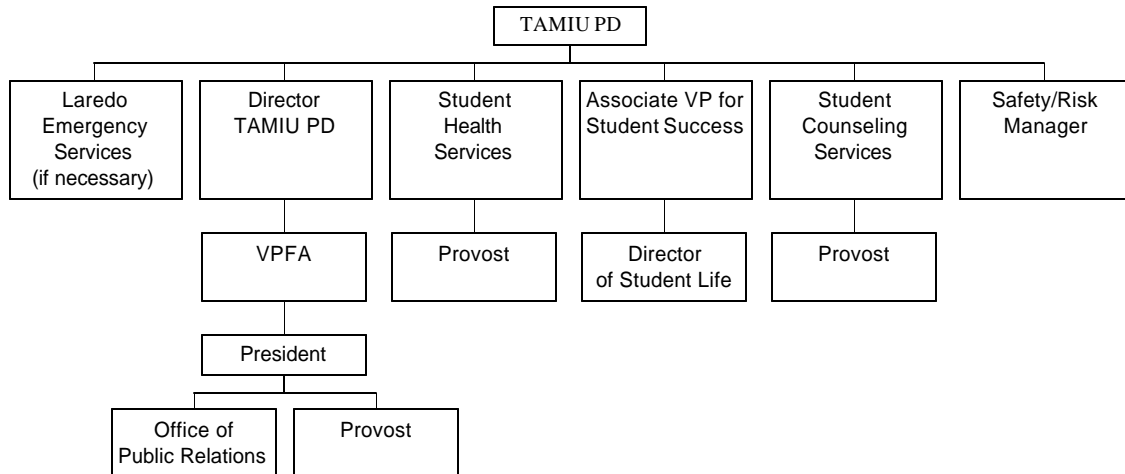 TAMIU PD
Laredo
Emergency
Services
(if necessary)
Director
TAMIU PD
Student
Health
Services
Associate VP for
Student Success
Student
Counseling
Services
Safety/Risk
Manager
VPFA
Provost
Director
of Student Life
Provost
President
Office of
Public Relations
Provost